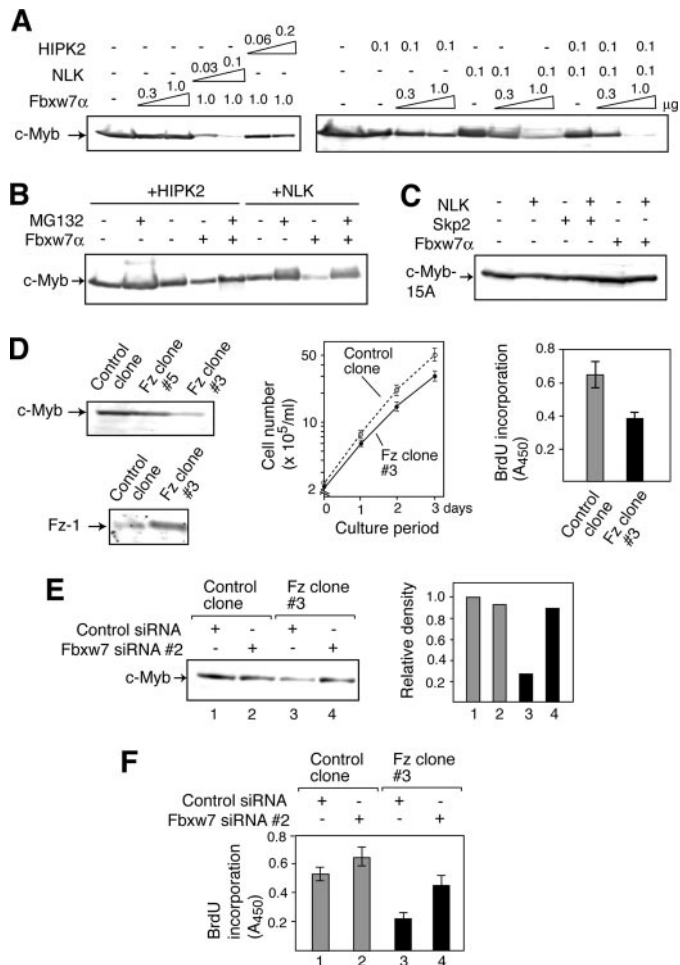 A
HIPK2 - - - - - 0.06 0.2 - 0.1 0.1 0.1 - - - 0.1 0.1 0.1
NLK - - - 0.03 0.1 - - - - - - 0.1 0.1 0.1 0.1 0.1 0.1
Fbxw7α - 0.3 1.0 1.0 1.0 1.0 1.0 - - 0.3 1.0 - 0.3 1.0 - 0.3 1.0 μg
c-Myb
B
+HIPK2 +NLK
MG132 - + - - + - + - +
Fbxw7α - - - + + - - + +
c-Myb
C
NLK - + - + - +
Skp2 - - + + - -
Fbxw7α - - - - + +
c-Myb-
15A
D
Control clone
Fz clone #5
Fz clone #3
c-Myb
Control clone
Fz clone #3
Fz-1
Cell number
(x 10⁵/ml)
50
10
2
Control
clone
Fz clone
#3
0 1 2 3 days
Culture period
BrdU incorporation
(A450)
0.8
0.6
0.4
0.2
Control
clone
Fz clone
#3
E
Control
clone
Fz clone
#3
Control siRNA + - + -
Fbxw7 siRNA #2 - + - +
c-Myb
1 2 3 4
Relative density
1.0
0.8
0.6
0.4
0.2
1 2 3 4
F
Control
clone
Fz clone
#3
Control siRNA + - + -
Fbxw7 siRNA #2 - + - +
BrdU
incorporation
(A450)
0.8
0.6
0.4
0.2
1 2 3 4